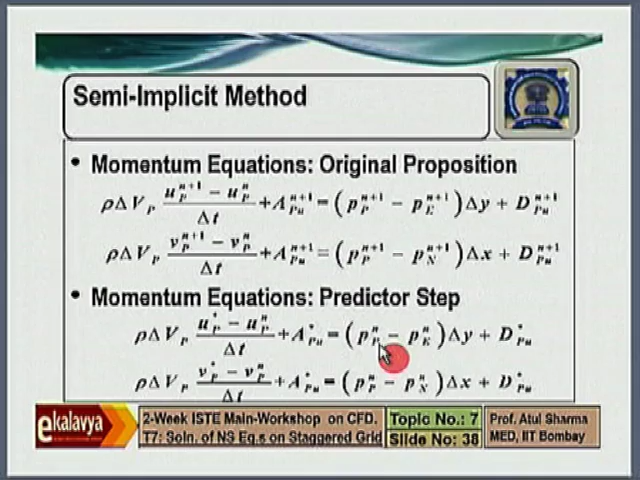 Semi-Implicit Method
• Momentum Equations: Original Proposition
ρΔV_P (u_P^{n+1} − u_P^n)/Δt + A_{Pu}^{n+1} = (p_P^{n+1} − p_E^{n+1}) Δy + D_{Pu}^{n+1}
ρΔV_P (v_P^{n+1} − v_P^n)/Δt + A_{Pu}^{n+1} = (p_P^{n+1} − p_N^{n+1}) Δx + D_{Pu}^{n+1}
• Momentum Equations: Predictor Step
ρΔV_P (u_P^* − u_P^n)/Δt + A_{Pu}^* = (p_P^n − p_E^n) Δy + D_{Pu}^*
ρΔV_P (v_P^* − v_P^n)/Δt + A_{Pu}^* = (p_P^n − p_N^n) Δx + D_{Pu}^*
ekalavya
2-Week ISTE Main-Workshop on CFD.
T7: Soln. of NS Eq.s on Staggered Grid
Topic No.: 7
Slide No.: 38
Prof. Atul Sharma
MED, IIT Bombay